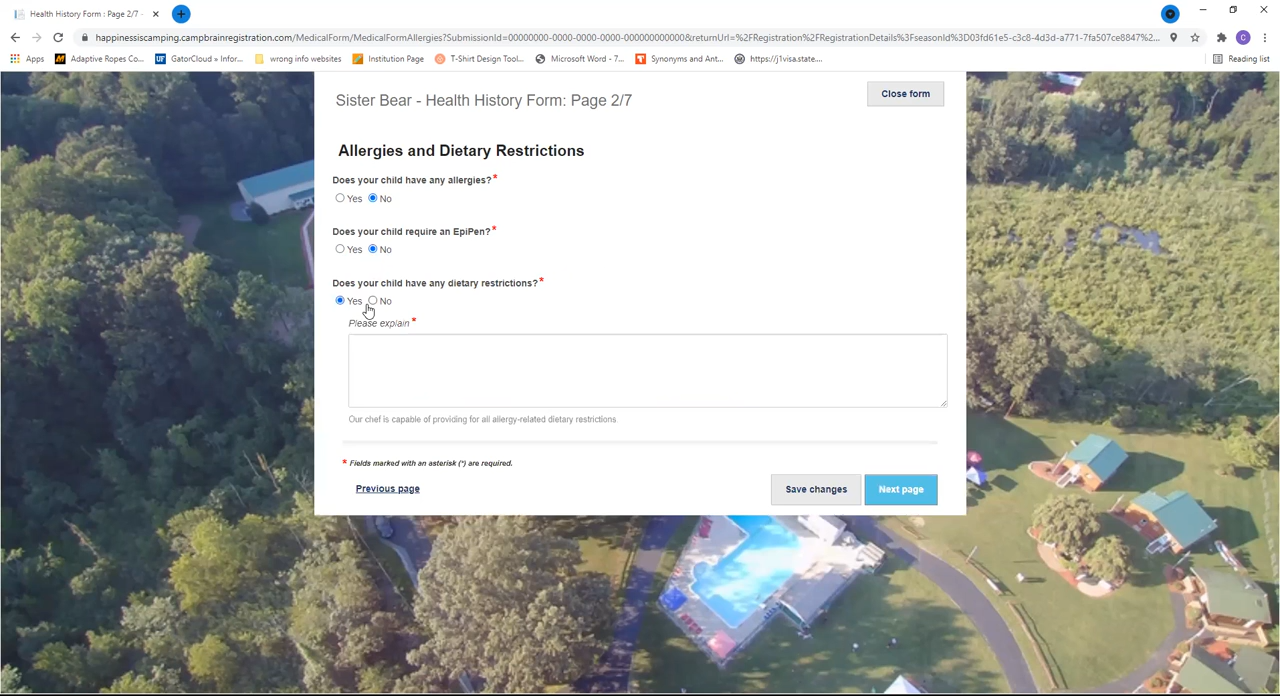 Health History Form : Page 2/7 -
happinessiscamping.campbrainregistration.com/MedicalForm/MedicalFormAllergies?SubmissionId=00000000-0000-0000-0000-000000000000&returnUrl=%2FRegistration%2FRegistrationDetails%3FseasonId%3D03fd61e5-c3c8-4d3d-a771-7fa507ce8847%2...
C
Apps
Adaptive Ropes Co...
GatorCloud » Infor...
wrong info websites
Institution Page
T-Shirt Design Tool...
Microsoft Word - 7...
Synonyms and Ant...
https://j1visa.state....
Reading list
Sister Bear - Health History Form: Page 2/7
Close form
Allergies and Dietary Restrictions
Does your child have any allergies?*
Yes No
Does your child require an EpiPen?*
Yes No
Does your child have any dietary restrictions?*
Yes No
Please explain *
Our chef is capable of providing for all allergy-related dietary restrictions
* Fields marked with an asterisk (*) are required.
Previous page
Save changes
Next page